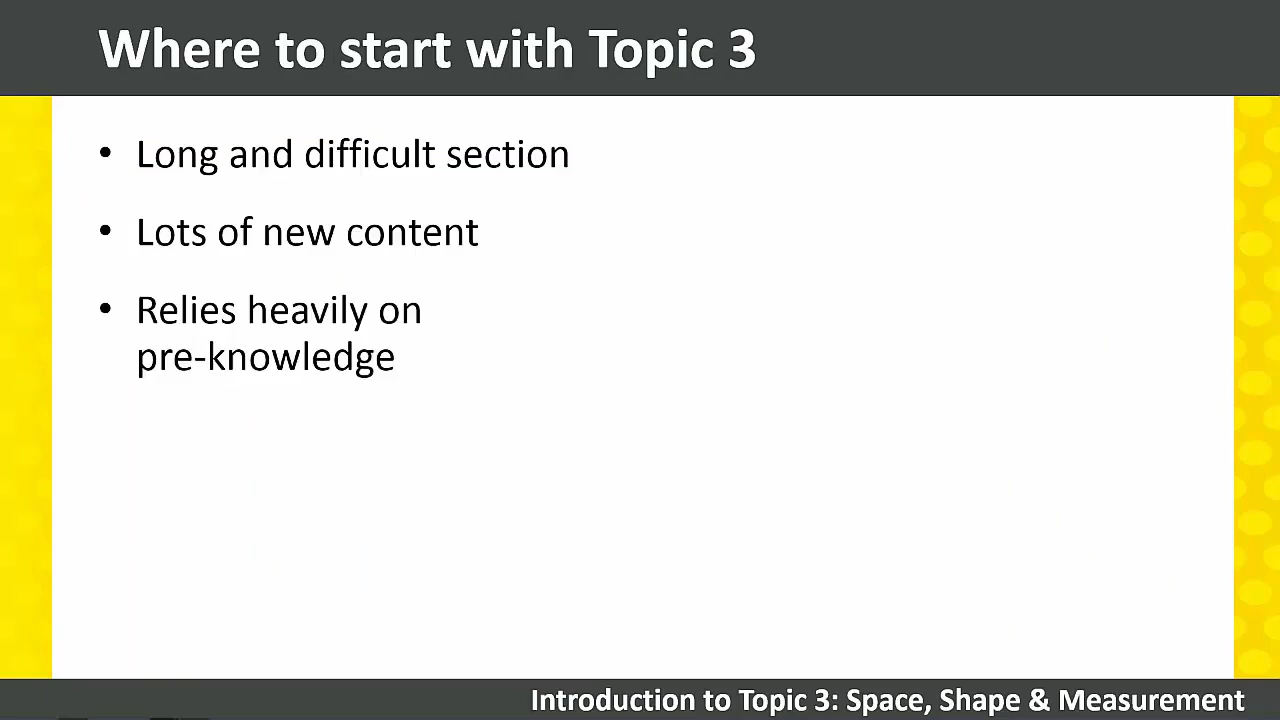 Where to start with Topic 3
• Long and difficult section
• Lots of new content
• Relies heavily on
pre-knowledge
Introduction to Topic 3: Space, Shape & Measurement